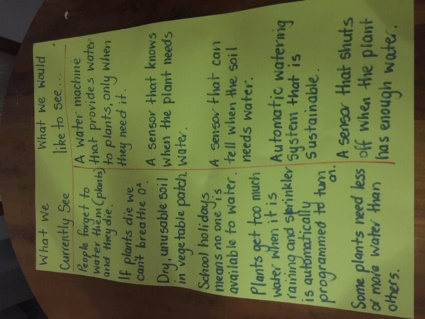 What we
Currently See
People forget to
water them (plants)
and they die.
If plants die we
can't breathe O².
Dry, unusable soil
in vegetable patch.
School holidays
means no one is
available to water.
Plants get too much
water when it is
raining and sprinkler
is automatically
programmed to turn
on.
Some plants need less
or more water than
others.
What we would
like to see....
A water machine
that provides water
to plants, only when
they need it.
A sensor that knows
when the plant needs
water.
A sensor that can
tell when the soil
needs water.
Automatic watering
system that is
sustainable.
A sensor that shuts
off when the plant
has enough water.